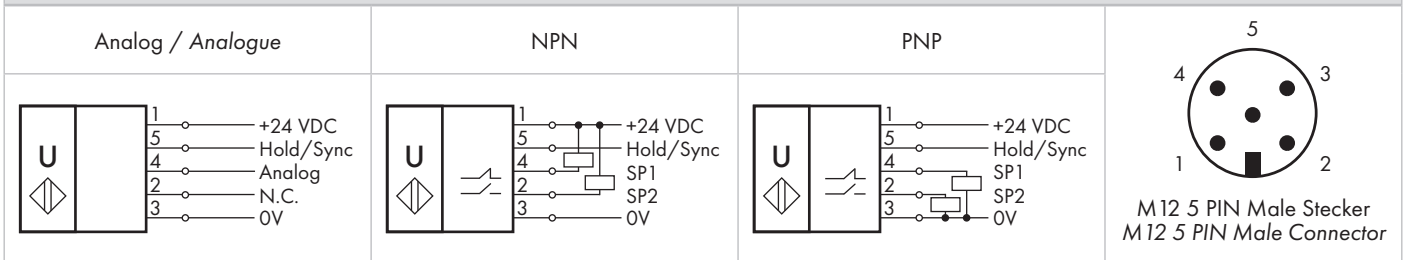 Analog / Analogue
NPN
PNP
U
1
+24 VDC
5
Hold/Sync
4
Analog
2
N.C.
3
0V
U
1
+24 VDC
5
Hold/Sync
4
SP1
2
SP2
3
0V
U
1
+24 VDC
5
Hold/Sync
4
SP1
2
SP2
3
0V
5
4
3
1
2
M12 5 PIN Male Stecker
M12 5 PIN Male Connector